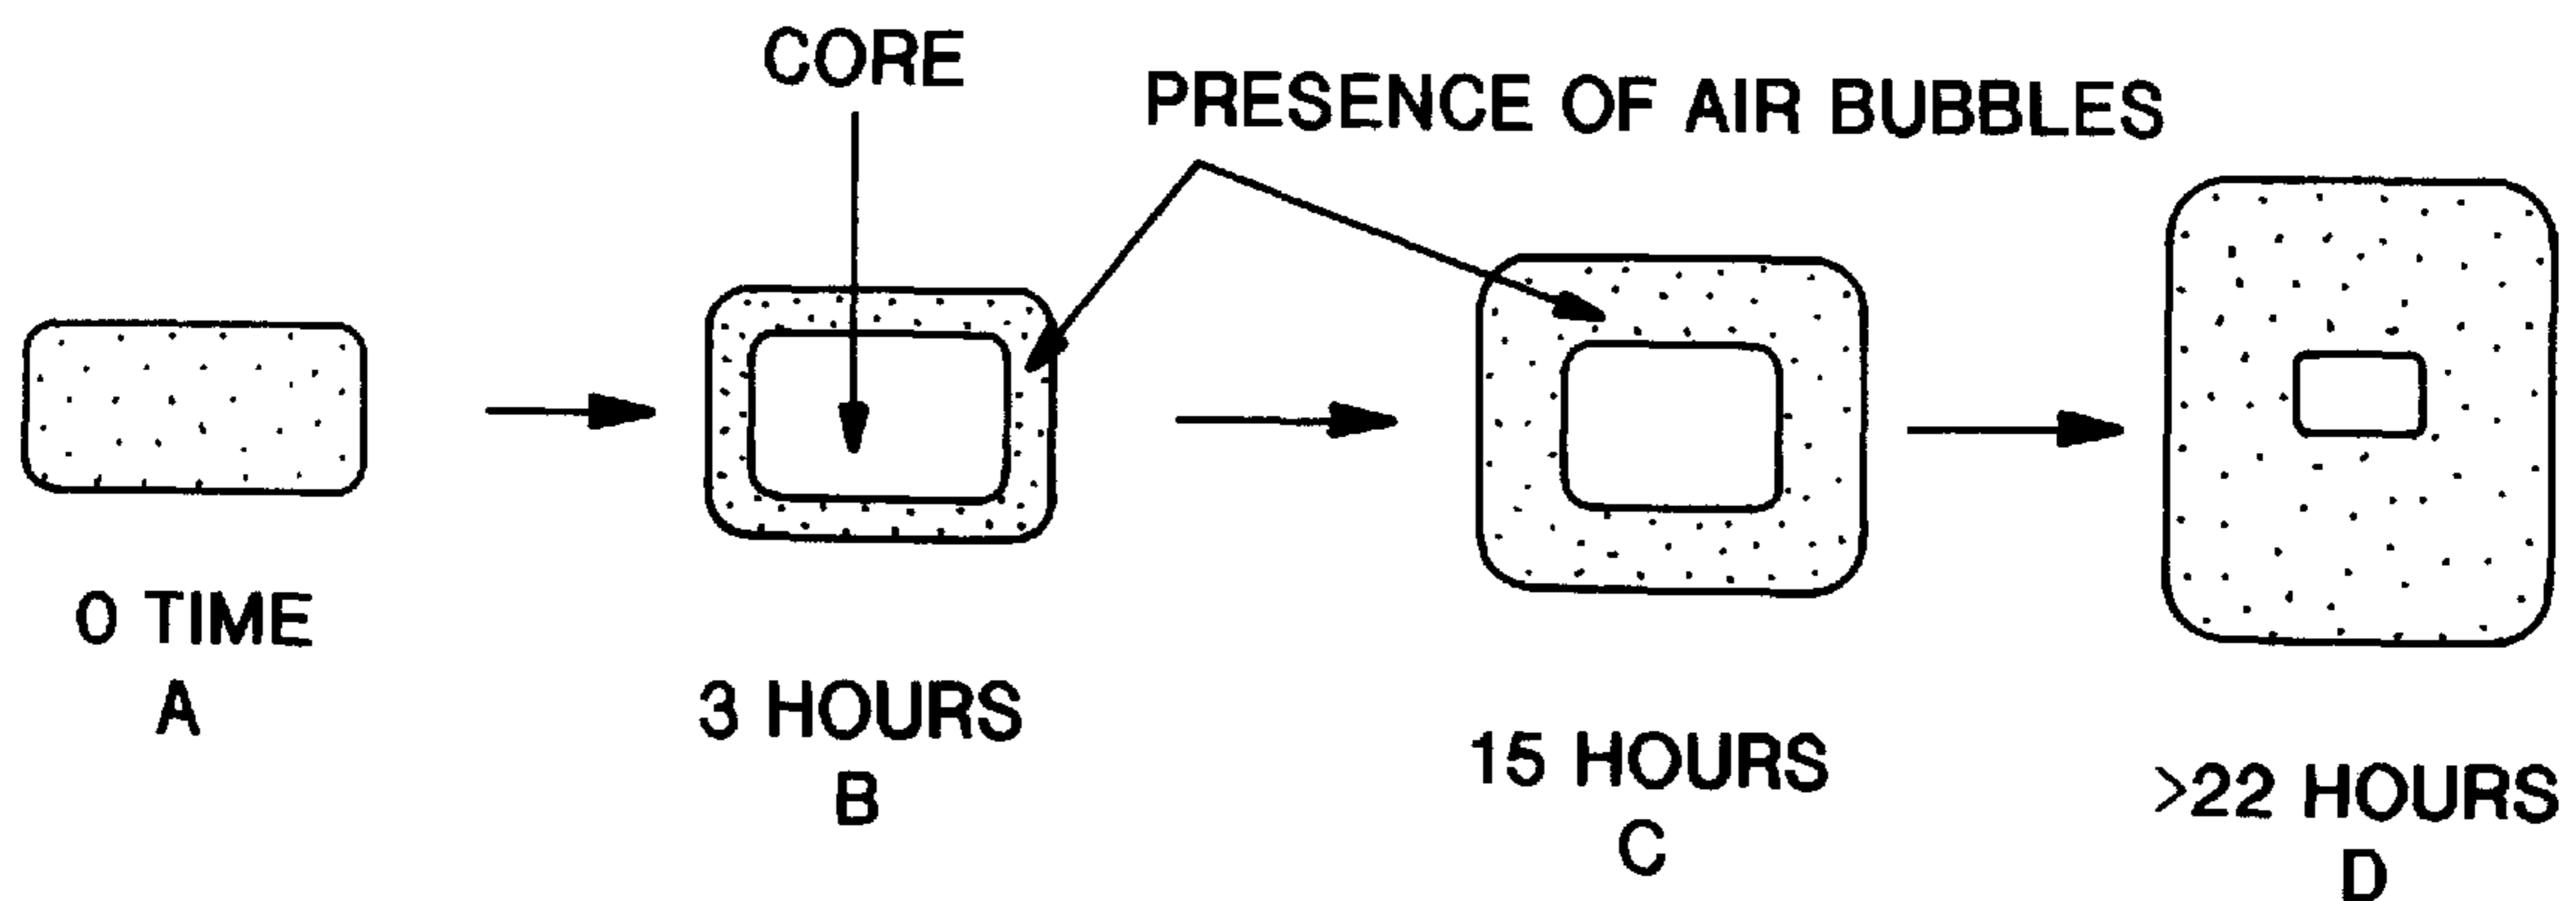 CORE
PRESENCE OF AIR BUBBLES
0 TIME
A
3 HOURS
B
15 HOURS
C
>22 HOURS
D